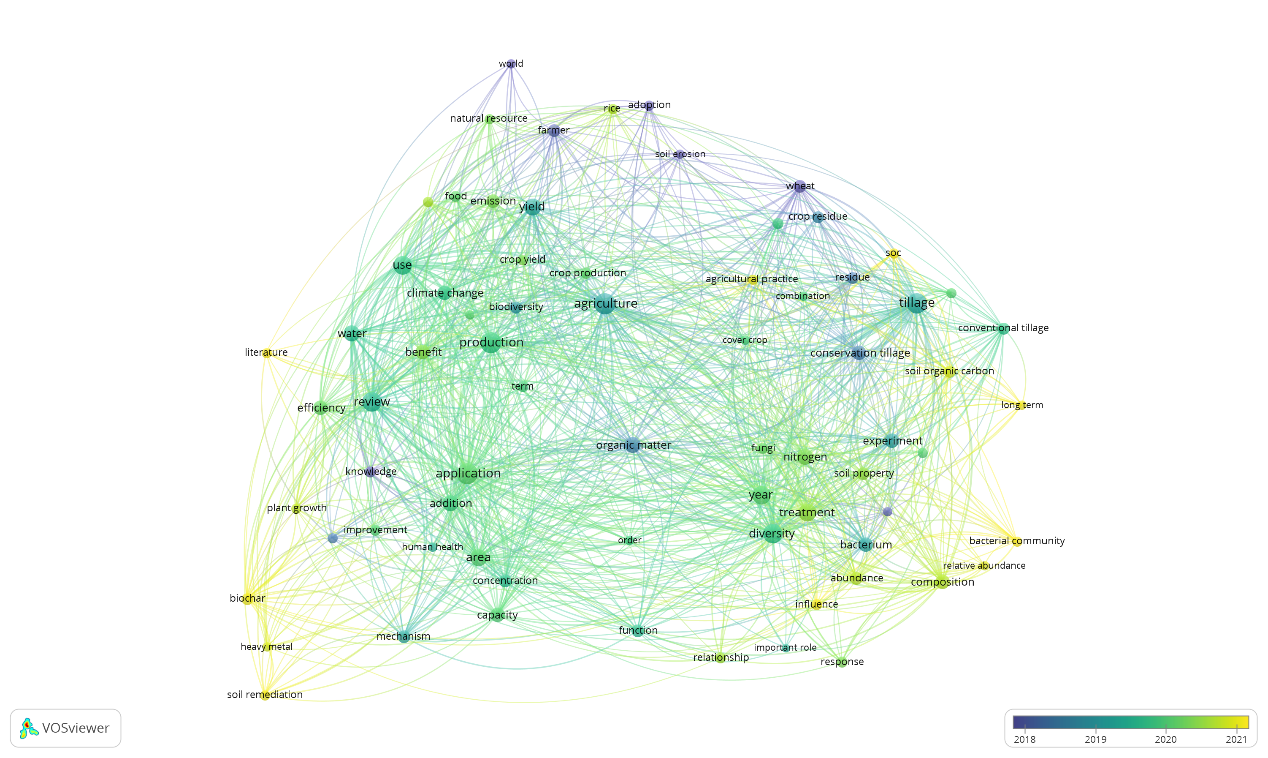 world
rice
adoption
natural resource
farmer
soil erosion
wheat
food
emission
yield
crop residue
soc
use
crop yield
crop production
agricultural practice
residue
climate change
biodiversity
agriculture
combination
tillage
water
production
conventional tillage
literature
benefit
cover crop
conservation tillage
term
soil organic carbon
efficiency
review
long term
organic matter
fungi
experiment
knowledge
application
nitrogen
soil property
plant growth
addition
year
treatment
improvement
human health
order
diversity
bacterium
bacterial community
area
relative abundance
concentration
abundance
composition
biochar
capacity
influence
mechanism
function
heavy metal
relationship
important role
response
soil remediation
VOSviewer
2018
2019
2020
2021